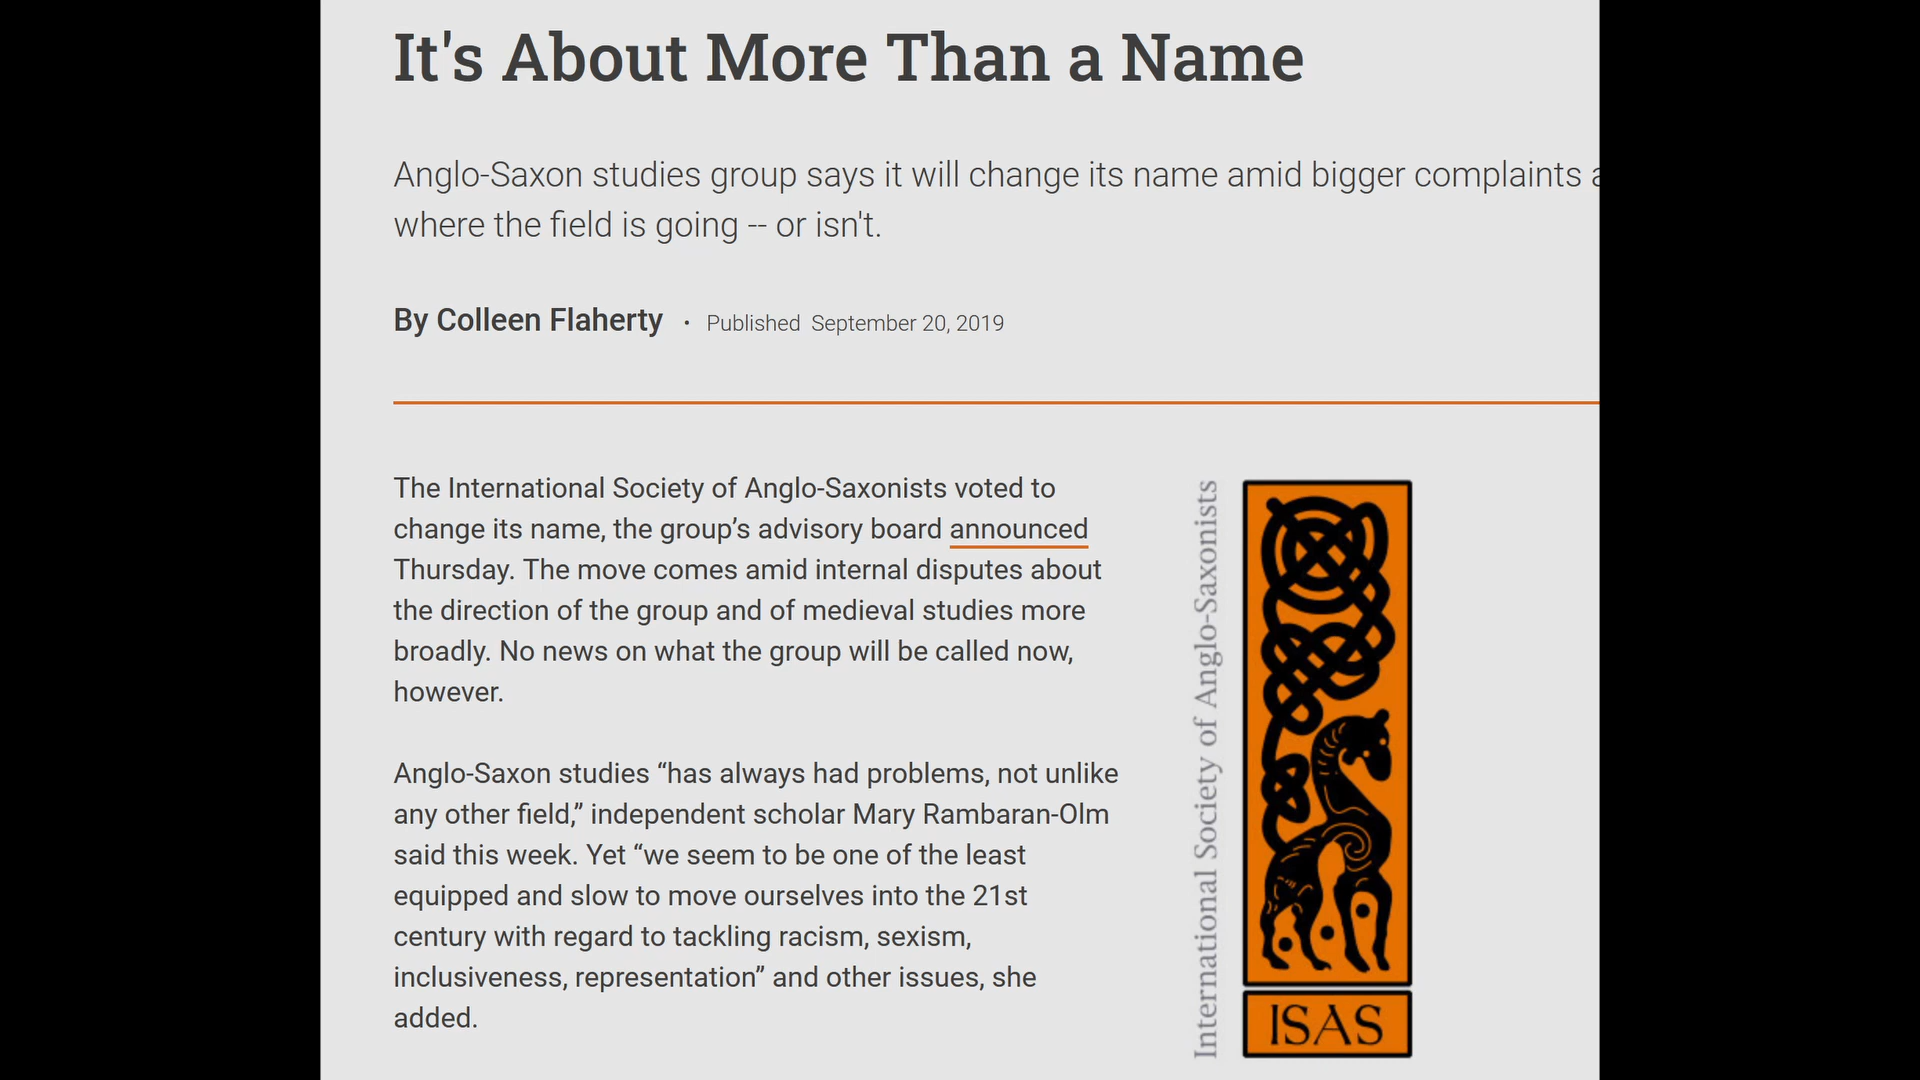 It's About More Than a Name
Anglo-Saxon studies group says it will change its name amid bigger complaints
where the field is going -- or isn't.
By Colleen Flaherty • Published September 20, 2019
The International Society of Anglo-Saxonists voted to
change its name, the group’s advisory board announced
Thursday. The move comes amid internal disputes about
the direction of the group and of medieval studies more
broadly. No news on what the group will be called now,
however.
Anglo-Saxon studies “has always had problems, not unlike
any other field,” independent scholar Mary Rambaran-Olm
said this week. Yet “we seem to be one of the least
equipped and slow to move ourselves into the 21st
century with regard to tackling racism, sexism,
inclusiveness, representation” and other issues, she
added.
International Society of Anglo-Saxonists
ISAS